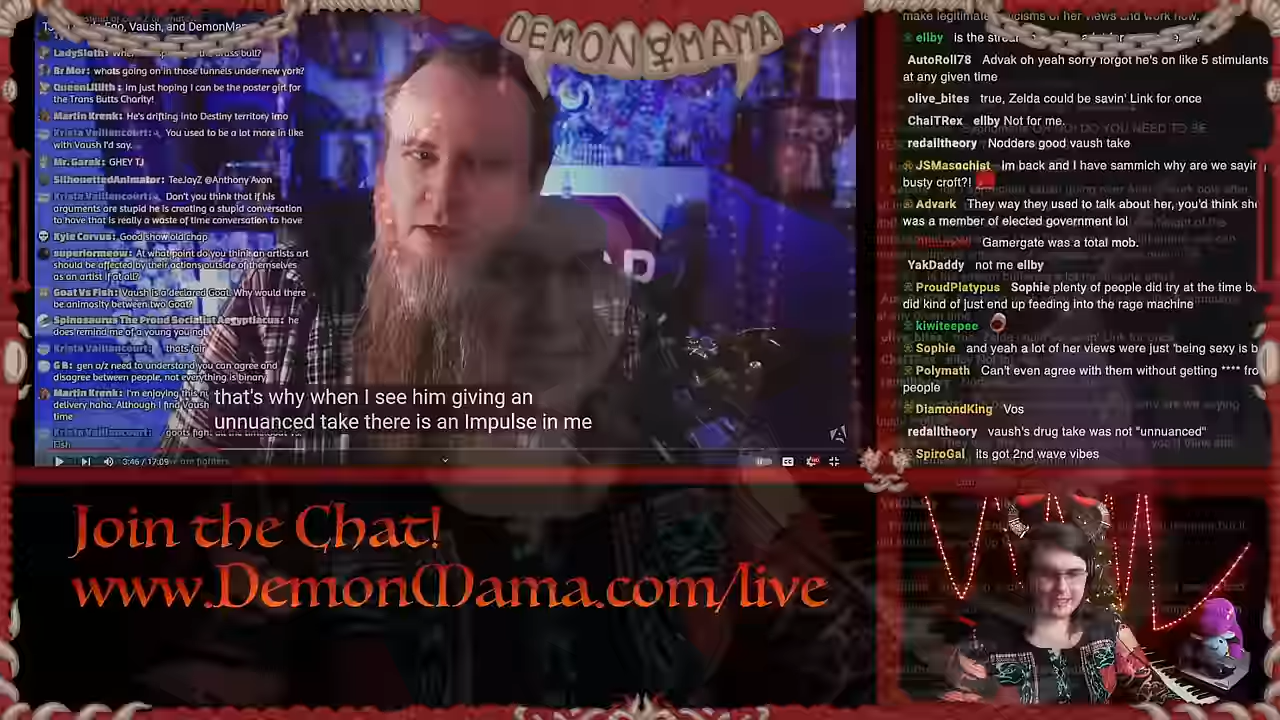 DEMON MAMA
Ego, Vaush, and DemonMam
LadySloth:
Br Mor: whats going on in those tunnels under new york?
QueenLilith: im just hoping I can be the poster girl for
the Trans Butts Charity!
Martin Krenk: He's drifting into Destiny territory imo
Krista Vaillancourt: You used to be a lot more in like
with Vaush I'd say.
Mr. Garak: GHEY TJ
SilhouettedAnimator: TeeJayZ @Anthony Avon
Krista Vaillancourt: Don't you think that if his
arguments are stupid he is creating a stupid conversation
to have that is really a waste of time conversation to have
Kyle Corvus: Good show old chap
superiormeow: At what point do you think an artists art
should be affected by their actions outside of themselves
as an artist if at all?
Goat Vs Fish: Vaush is a declared Goat. Why would there
be animosity between two Goat?
Spinosaurus The Proud Socialist Aegyptiacus: he
does remind me of a young youngl
Krista Vaillancourt: thats fair
G B: gen a/z need to understand you can agree and
disagree between people, not everything is binary
Martin Krenk: I'm enjoying this
delivery haha. Although I find Vaush
time
Krista Vaillancourt: goats fight
that's why when I see him giving an
unnuanced take there is an Impulse in me
3:46 / 17:09
ellby is the
AutoRoll78 Advak oh yeah sorry forgot he's on like 5 stimulants
at any given time
olive_bites true, Zelda could be savin' Link for once
ChaiTRex ellby Not for me.
redalltheory Nodders good vaush take
JSMasochist im back and I have sammich why are we sayin
busty croft?!
Advark They way they used to talk about her, you'd think she
was a member of elected government lol
Gamergate was a total mob.
YakDaddy not me ellby
ProudPlatypus Sophie plenty of people did try at the time bu
did kind of just end up feeding into the rage machine
kiwiteepee
Sophie and yeah a lot of her views were just 'being sexy is b
Polymath Can't even agree with them without getting **** fro
people
DiamondKing Vos
redalltheory vaush's drug take was not "unnuanced"
SpiroGal its got 2nd wave vibes
Join the Chat!
www.DemonMama.com/live